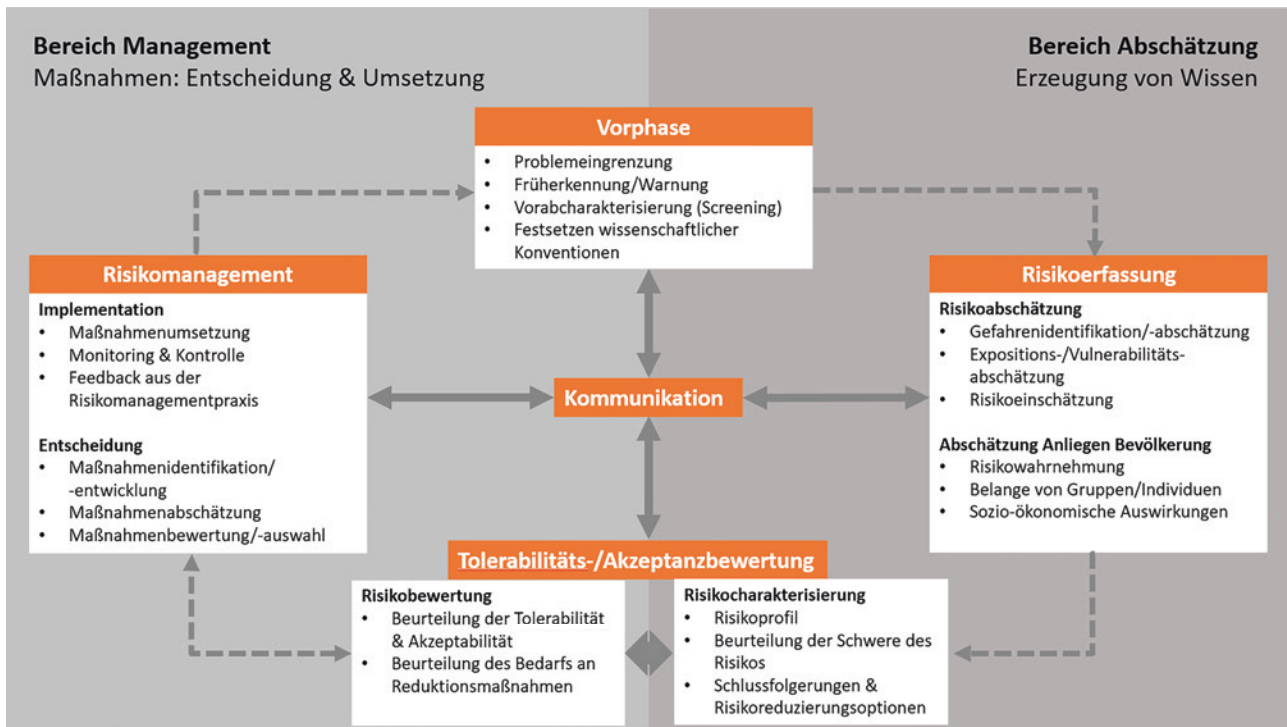 Bereich Management
Maßnahmen: Entscheidung & Umsetzung
Bereich Abschätzung
Erzeugung von Wissen
Vorphase
• Problemeingrenzung
• Früherkennung/Warnung
• Vorabcharakterisierung (Screening)
• Festsetzen wissenschaftlicher
Konventionen
Risikomanagement
Implementation
• Maßnahmenumsetzung
• Monitoring & Kontrolle
• Feedback aus der
Risikomanagementpraxis
Entscheidung
• Maßnahmenidentifikation/
-entwicklung
• Maßnahmenabschätzung
• Maßnahmenbewertung/-auswahl
Kommunikation
Risikoerfassung
Risikoabschätzung
• Gefahrenidentifikation/-abschätzung
• Expositions-/Vulnerabilitäts-
abschätzung
• Risikoeinschätzung
Abschätzung Anliegen Bevölkerung
• Risikowahrnehmung
• Belange von Gruppen/Individuen
• Sozio-ökonomische Auswirkungen
Tolerabilitäts-/Akzeptanzbewertung
Risikobewertung
• Beurteilung der Tolerabilität
& Akzeptabilität
• Beurteilung des Bedarfs an
Reduktionsmaßnahmen
Risikocharakterisierung
• Risikoprofil
• Beurteilung der Schwere des
Risikos
• Schlussfolgerungen &
Risikoreduzierungsoptionen